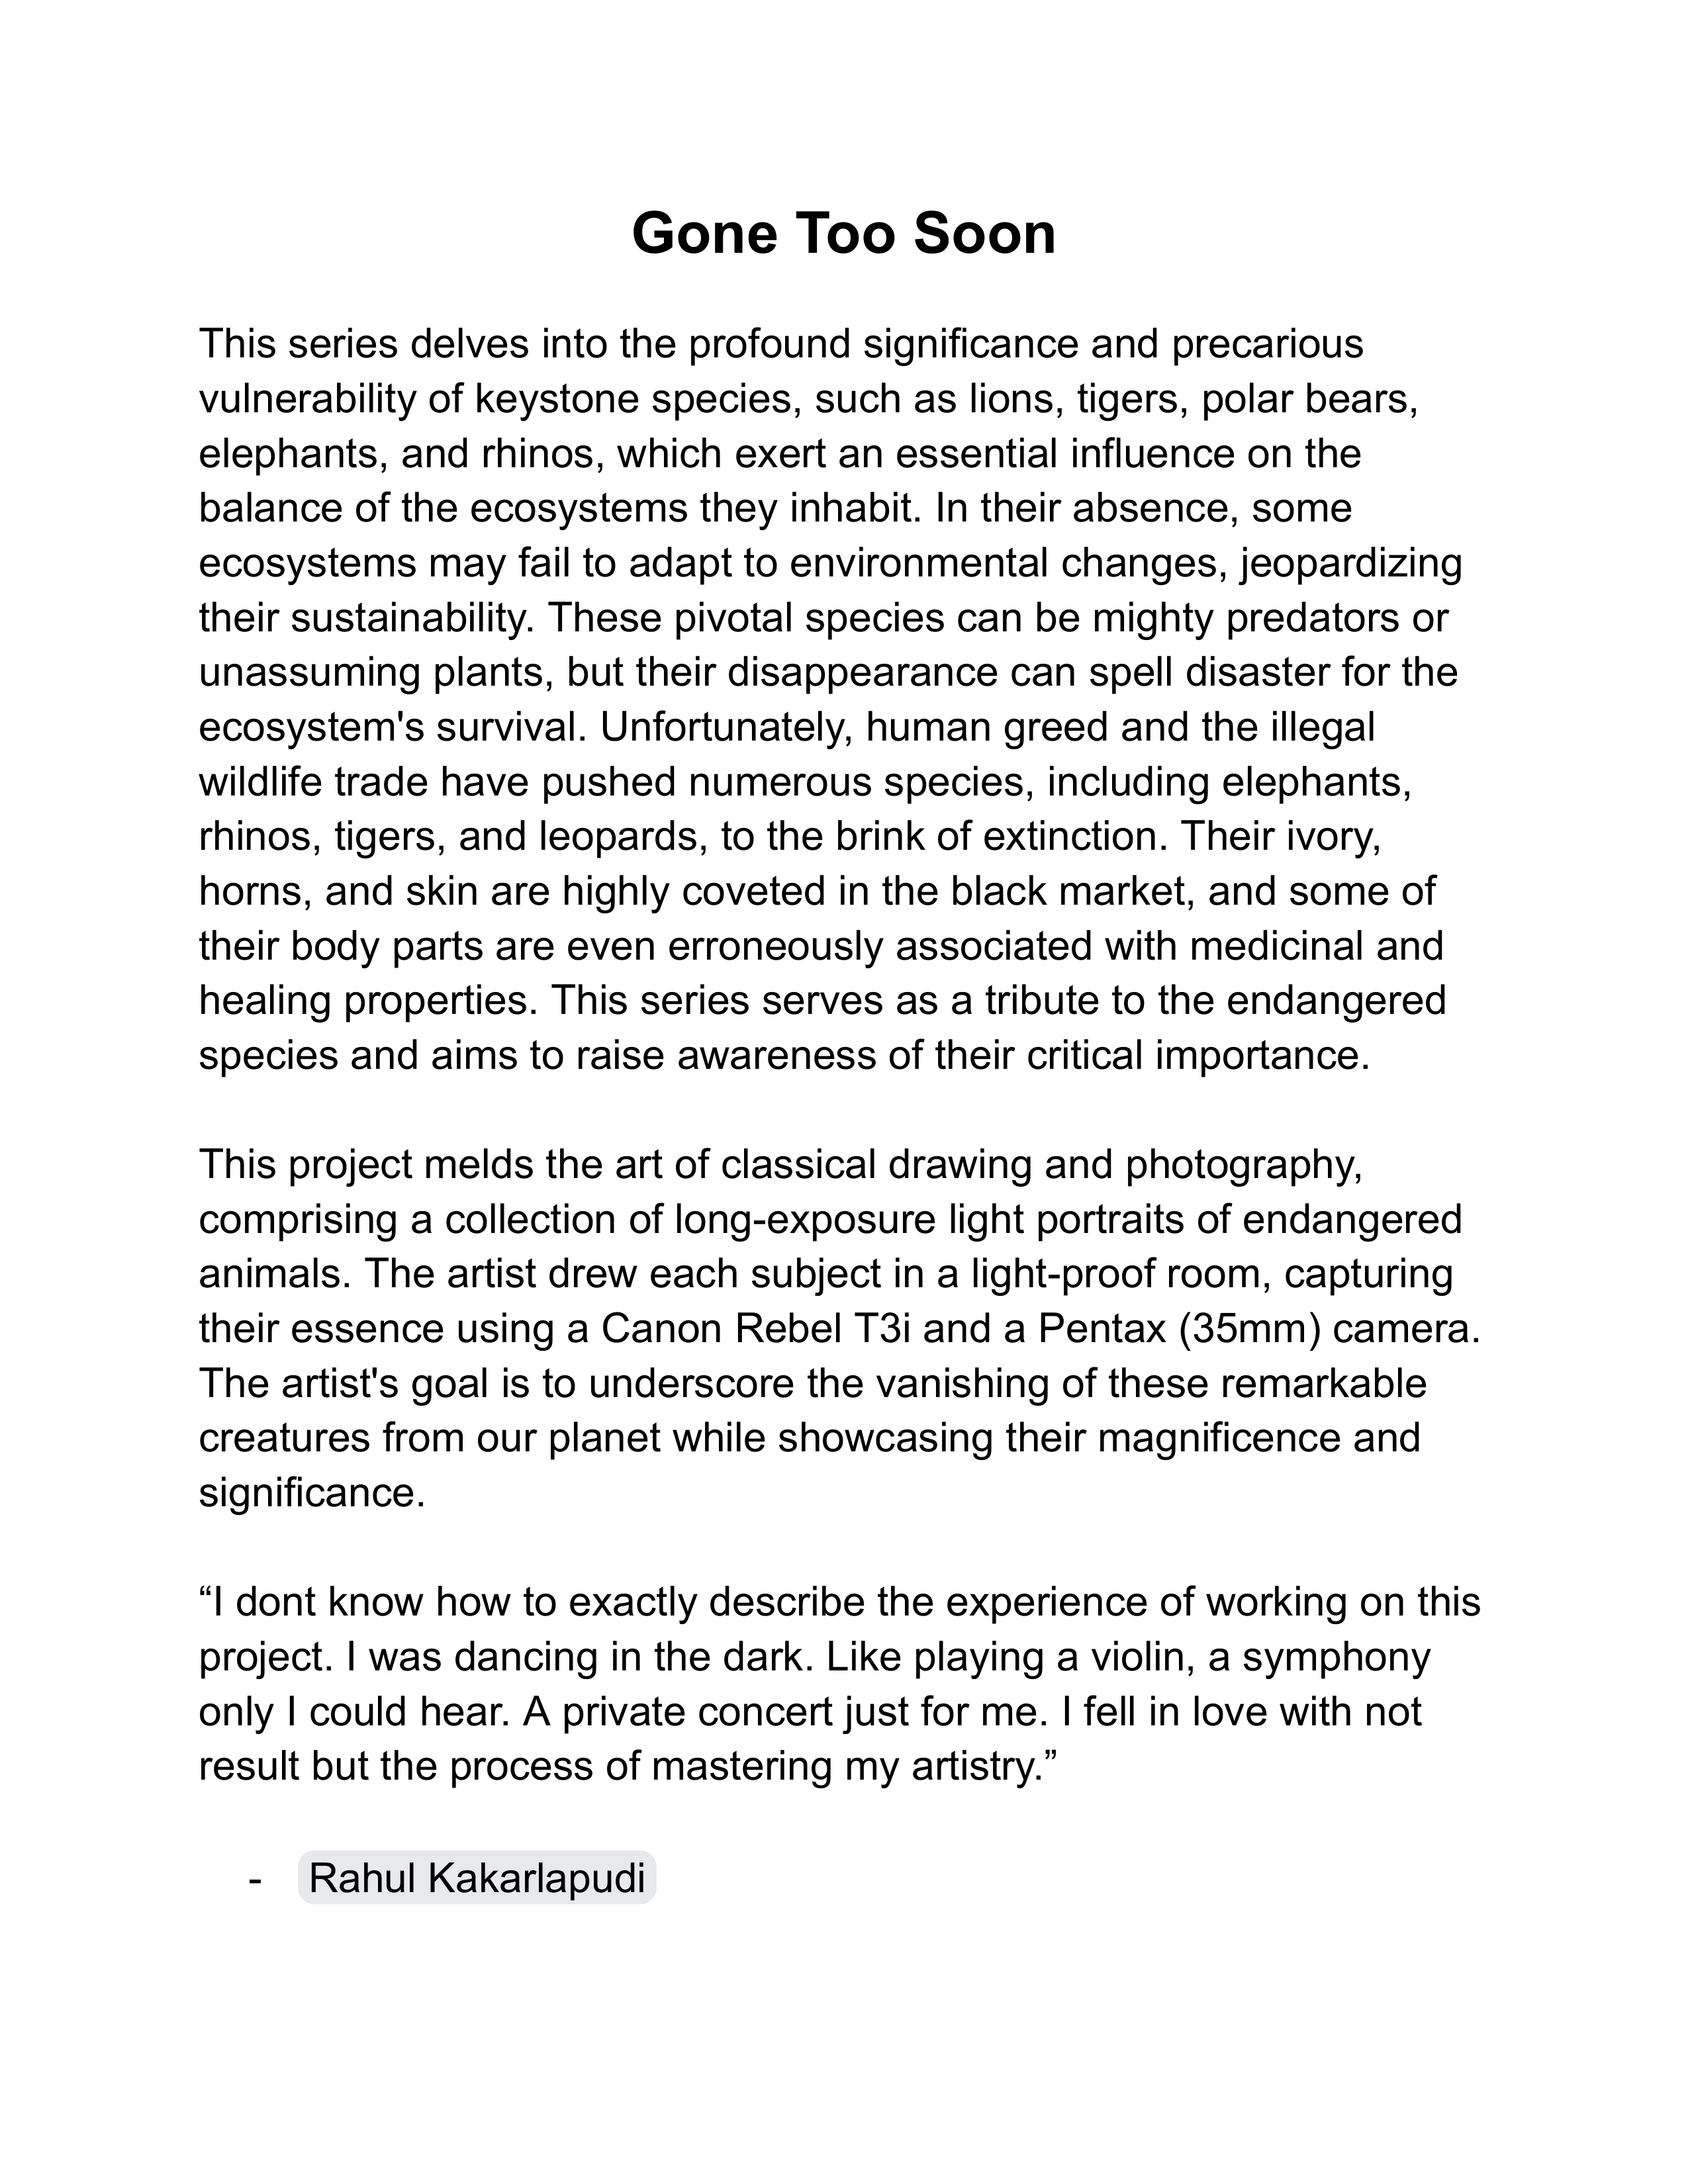 Gone Too Soon
This series delves into the profound significance and precarious
vulnerability of keystone species, such as lions, tigers, polar bears,
elephants, and rhinos, which exert an essential influence on the
balance of the ecosystems they inhabit. In their absence, some
ecosystems may fail to adapt to environmental changes, jeopardizing
their sustainability. These pivotal species can be mighty predators or
unassuming plants, but their disappearance can spell disaster for the
ecosystem's survival. Unfortunately, human greed and the illegal
wildlife trade have pushed numerous species, including elephants,
rhinos, tigers, and leopards, to the brink of extinction. Their ivory,
horns, and skin are highly coveted in the black market, and some of
their body parts are even erroneously associated with medicinal and
healing properties. This series serves as a tribute to the endangered
species and aims to raise awareness of their critical importance.
This project melds the art of classical drawing and photography,
comprising a collection of long-exposure light portraits of endangered
animals. The artist drew each subject in a light-proof room, capturing
their essence using a Canon Rebel T3i and a Pentax (35mm) camera.
The artist's goal is to underscore the vanishing of these remarkable
creatures from our planet while showcasing their magnificence and
significance.
“I dont know how to exactly describe the experience of working on this
project. I was dancing in the dark. Like playing a violin, a symphony
only I could hear. A private concert just for me. I fell in love with not
result but the process of mastering my artistry.”
- Rahul Kakarlapudi